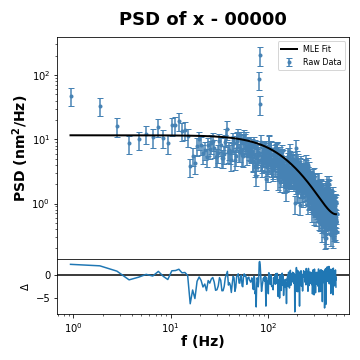 PSD of x - 00000
PSD (nm²/Hz)
10²
10¹
10⁰
MLE Fit
Raw Data
Δ
0
−5
10⁰
10¹
10²
f (Hz)